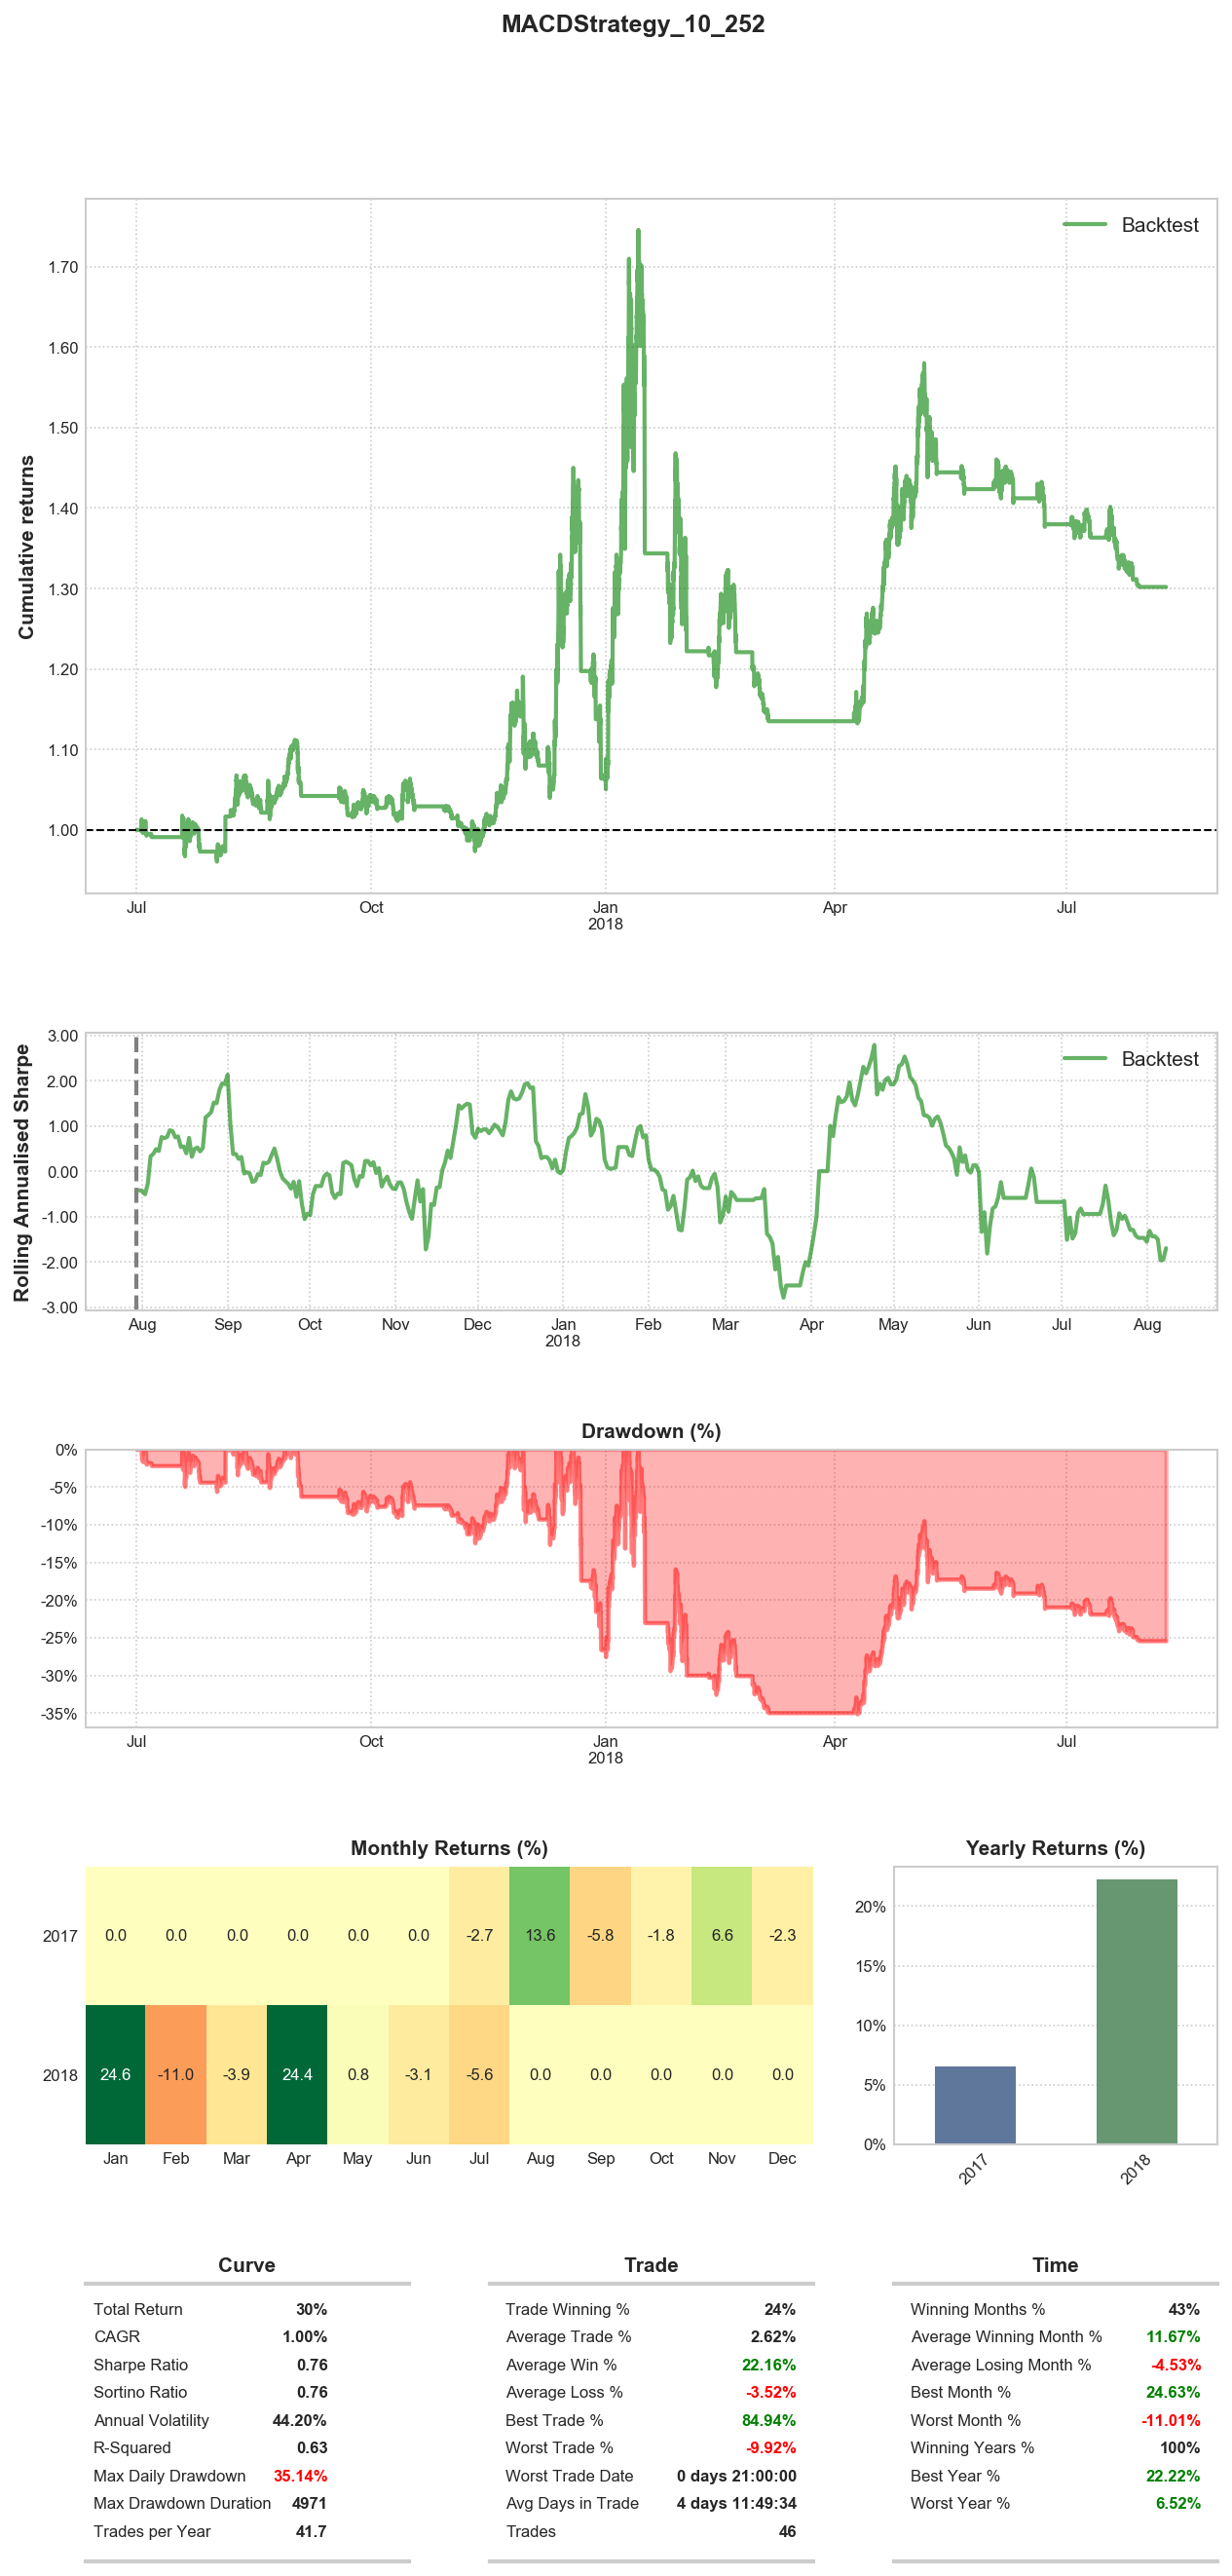 MACDStrategy_10_252
Backtest
Cumulative returns
1.70
1.60
1.50
1.40
1.30
1.20
1.10
1.00
Jul Oct Jan Apr Jul
2018
Backtest
Rolling Annualised Sharpe
3.00
2.00
1.00
0.00
-1.00
-2.00
-3.00
Aug Sep Oct Nov Dec Jan Feb Mar Apr May Jun Jul Aug
2018
Drawdown (%)
0%
-5%
-10%
-15%
-20%
-25%
-30%
-35%
Jul Oct Jan Apr Jul
2018
Monthly Returns (%)
2017 0.0 0.0 0.0 0.0 0.0 0.0 -2.7 13.6 -5.8 -1.8 6.6 -2.3
2018 24.6 -11.0 -3.9 24.4 0.8 -3.1 -5.6 0.0 0.0 0.0 0.0 0.0
Jan Feb Mar Apr May Jun Jul Aug Sep Oct Nov Dec
Yearly Returns (%)
20%
15%
10%
5%
0%
2017 2018
Curve
Total Return 30%
CAGR 1.00%
Sharpe Ratio 0.76
Sortino Ratio 0.76
Annual Volatility 44.20%
R-Squared 0.63
Max Daily Drawdown 35.14%
Max Drawdown Duration 4971
Trades per Year 41.7
Trade
Trade Winning % 24%
Average Trade % 2.62%
Average Win % 22.16%
Average Loss % -3.52%
Best Trade % 84.94%
Worst Trade % -9.92%
Worst Trade Date 0 days 21:00:00
Avg Days in Trade 4 days 11:49:34
Trades 46
Time
Winning Months % 43%
Average Winning Month % 11.67%
Average Losing Month % -4.53%
Best Month % 24.63%
Worst Month % -11.01%
Winning Years % 100%
Best Year % 22.22%
Worst Year % 6.52%